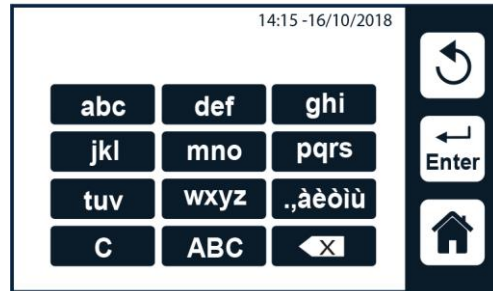 14:15 -16/10/2018
abc def ghi
jkl mno pqrs
Enter
tuv wxyz .,àèòìù
C ABC X